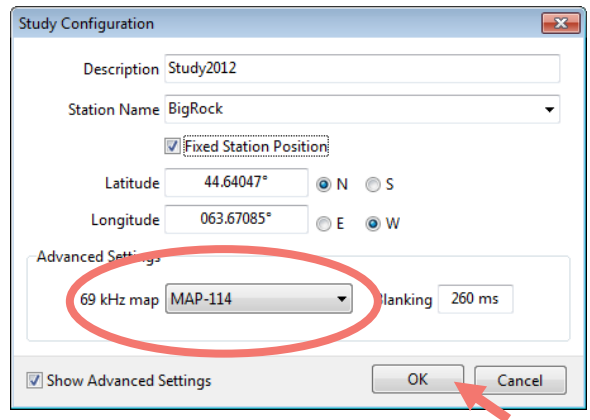 Study Configuration
Description Study2012
Station Name BigRock
Fixed Station Position
Latitude 44.64047° N S
Longitude 063.67085° E W
Advanced Settings
69 kHz map MAP-114 Blanking 260 ms
Show Advanced Settings OK Cancel